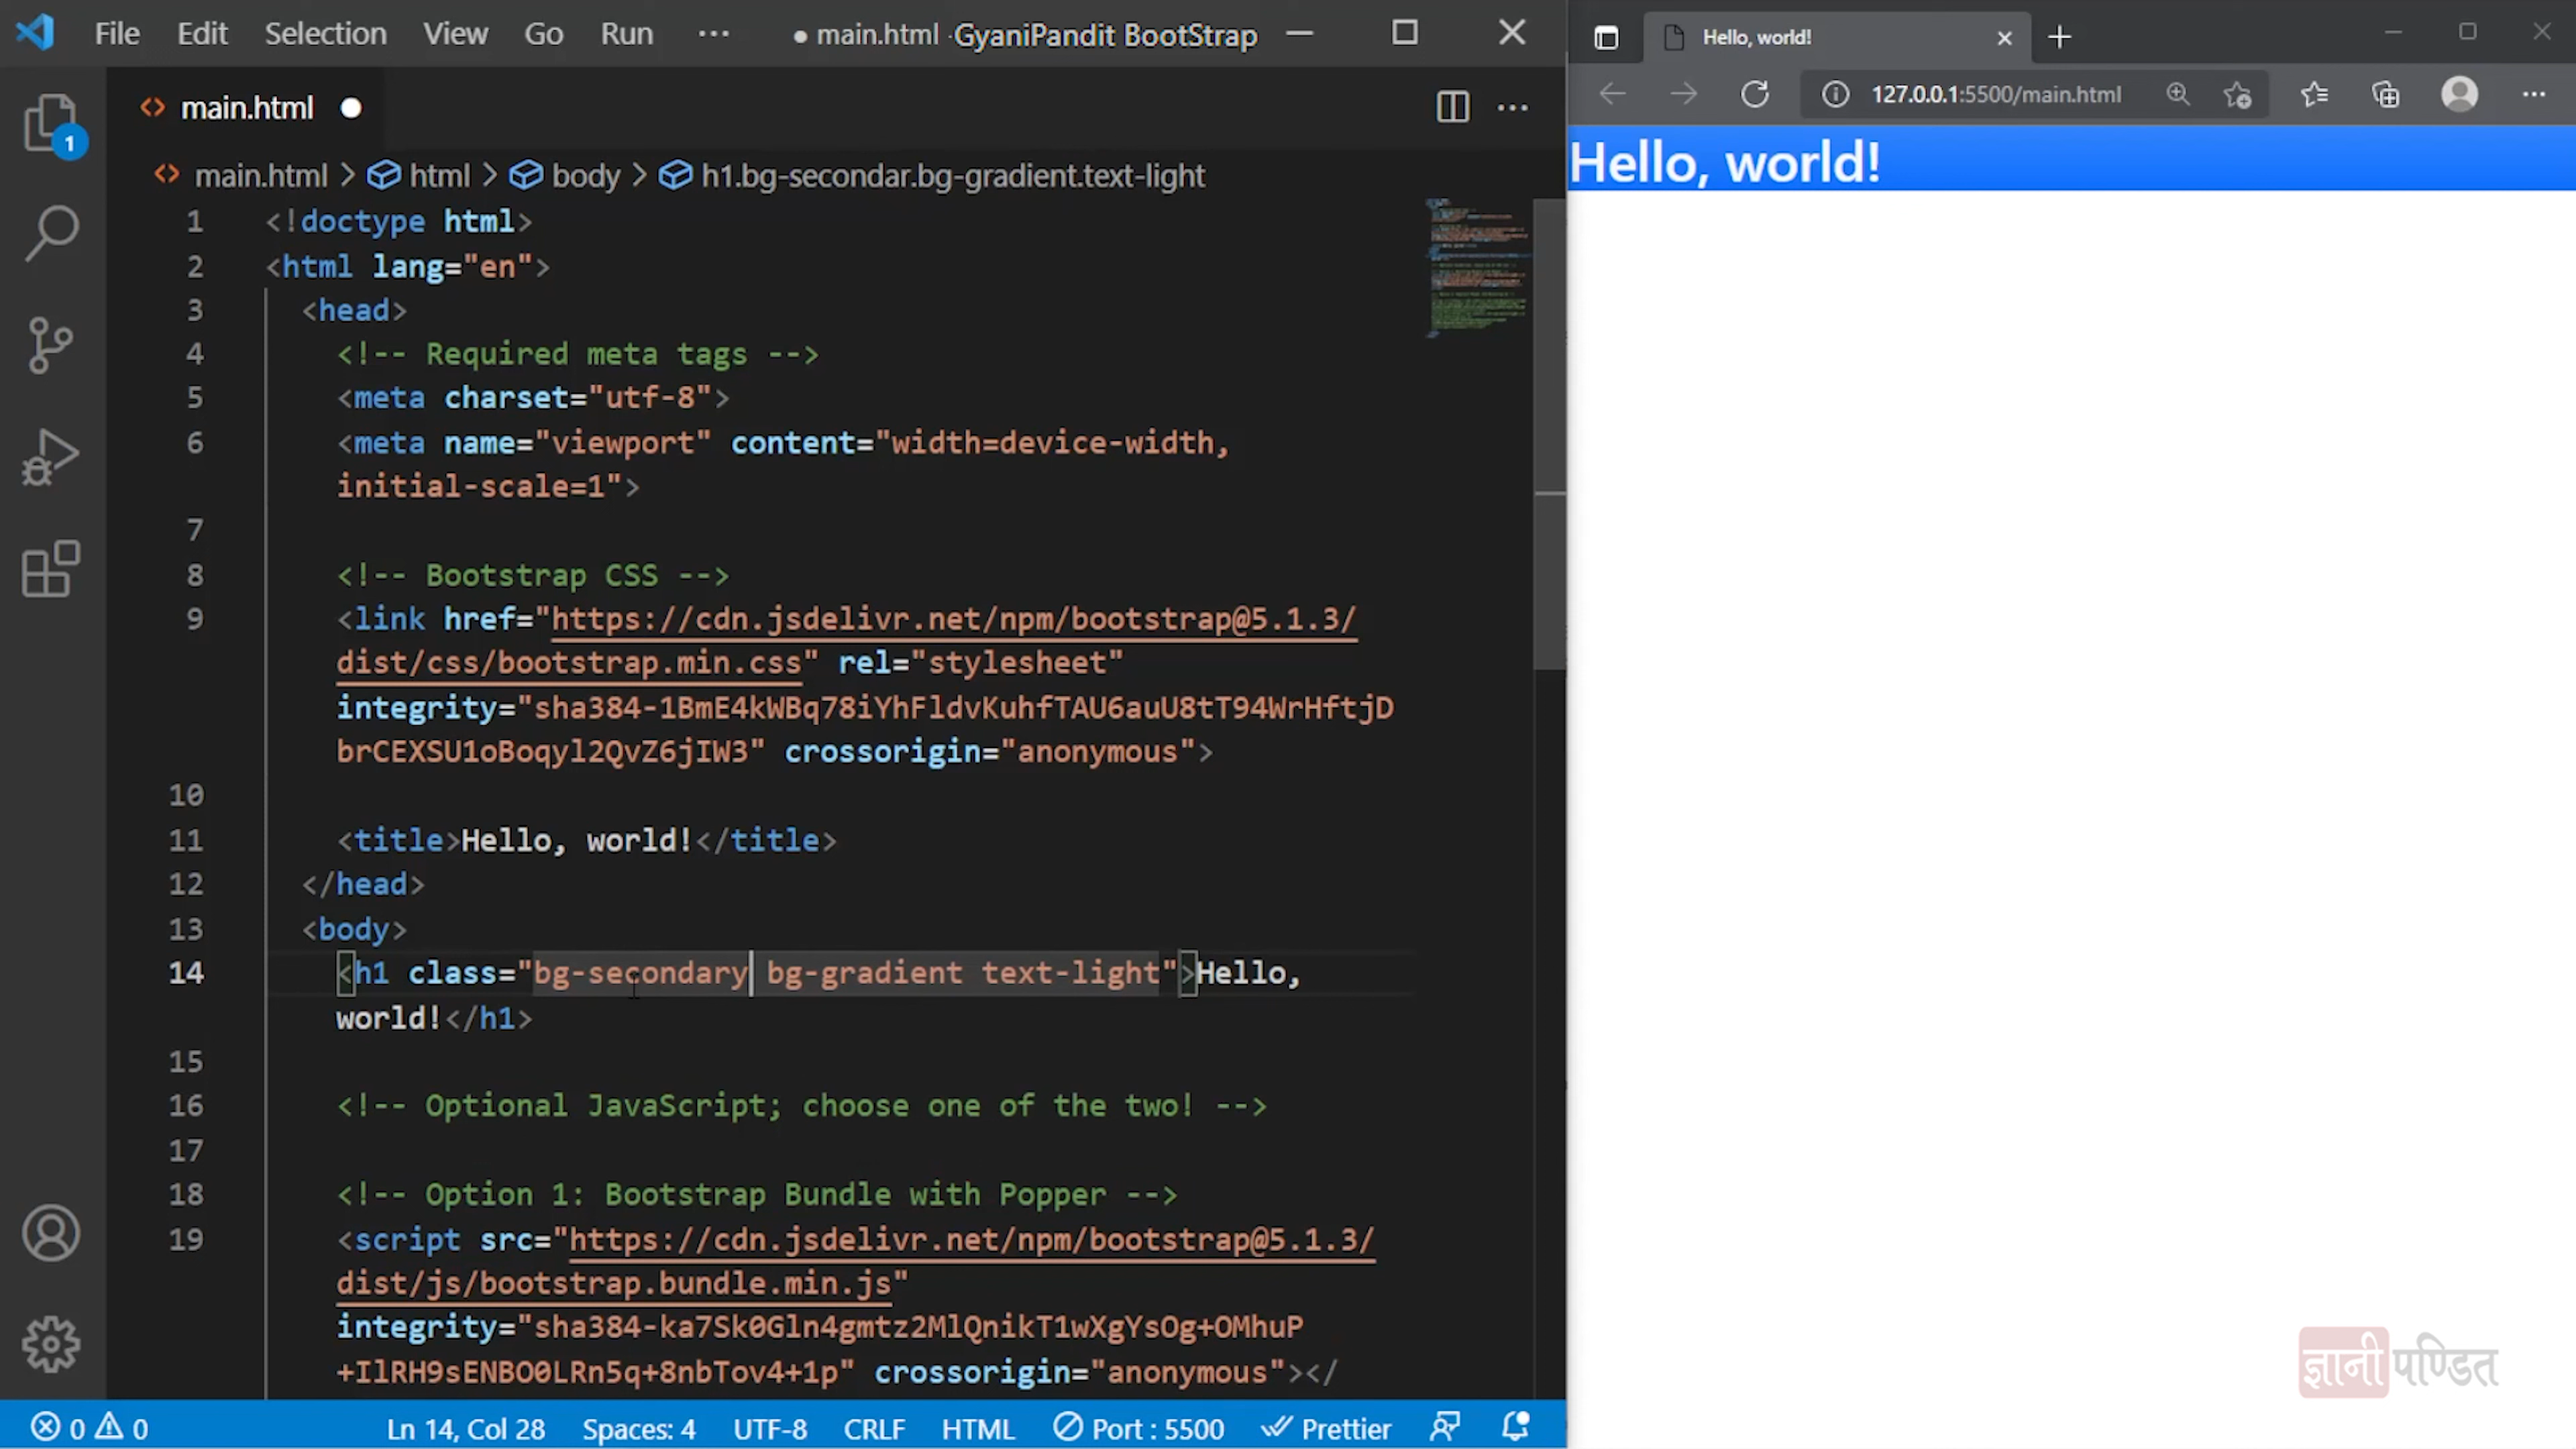 File Edit Selection View Go Run ··· ● main.html - GyaniPandit BootStrap
main.html ●
main.html > html > body > h1.bg-secondar.bg-gradient.text-light
1 <!doctype html>
2 <html lang="en">
3 <head>
4 <!-- Required meta tags -->
5 <meta charset="utf-8">
6 <meta name="viewport" content="width=device-width,
initial-scale=1">
7
8 <!-- Bootstrap CSS -->
9 <link href="https://cdn.jsdelivr.net/npm/bootstrap@5.1.3/
dist/css/bootstrap.min.css" rel="stylesheet"
integrity="sha384-1BmE4kWBq78iYhFldvKuhfTAU6auU8tT94WrHftjD
brCEXSU1oBoqyl2QvZ6jIW3" crossorigin="anonymous">
10
11 <title>Hello, world!</title>
12 </head>
13 <body>
14 <h1 class="bg-secondary bg-gradient text-light">Hello,
world!</h1>
15
16 <!-- Optional JavaScript; choose one of the two! -->
17
18 <!-- Option 1: Bootstrap Bundle with Popper -->
19 <script src="https://cdn.jsdelivr.net/npm/bootstrap@5.1.3/
dist/js/bootstrap.bundle.min.js"
integrity="sha384-ka7Sk0Gln4gmtz2MlQnikT1wXgYsOg+OMhuP
+IlRH9sENBO0LRn5q+8nbTov4+1p" crossorigin="anonymous"></
1
0 0 Ln 14, Col 28 Spaces: 4 UTF-8 CRLF HTML Port : 5500 Prettier
Hello, world!
127.0.0.1:5500/main.html
Hello, world!
ज्ञानी पण्डित